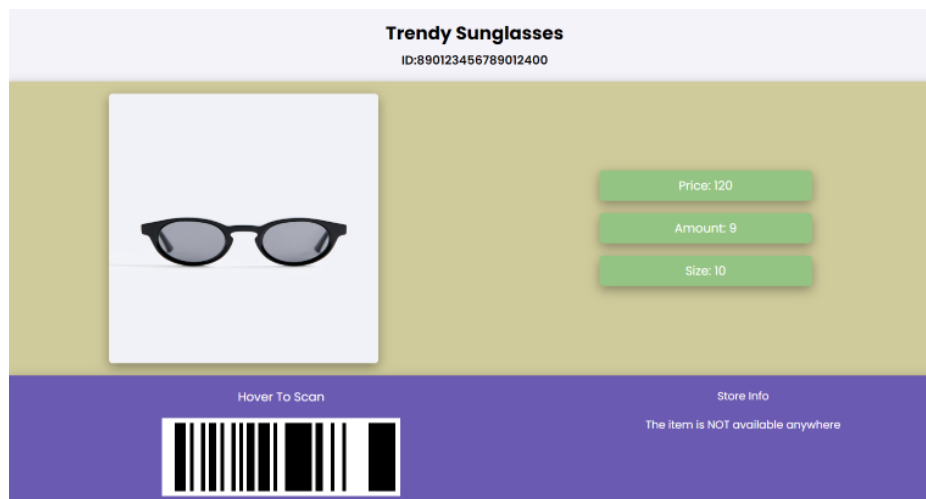 Trendy Sunglasses
ID:890123456789012400
Price: 120
Amount: 9
Size: 10
Hover To Scan
Store Info
The item is NOT available anywhere